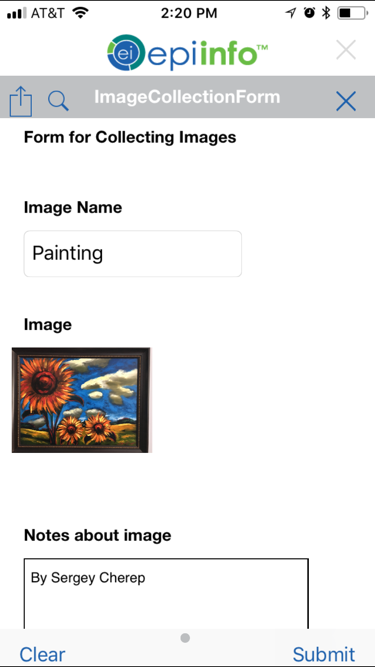 AT&T 2:20 PM
ei epiinfo™
ImageCollectionForm
Form for Collecting Images
Image Name
Painting
Image
Notes about image
By Sergey Cherep
Clear Submit